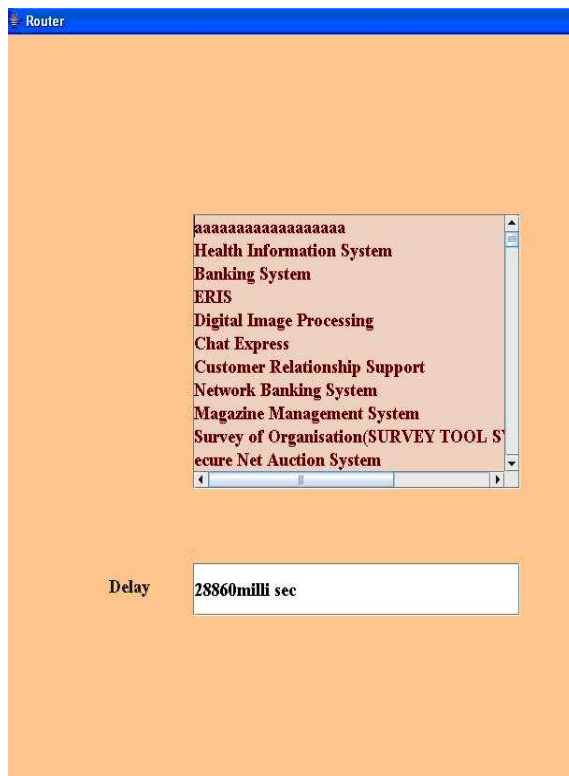 Router
aaaaaaaaaaaaaaaaaa
Health Information System
Banking System
ERIS
Digital Image Processing
Chat Express
Customer Relationship Support
Network Banking System
Magazine Management System
Survey of Organisation(SURVEY TOOL S
ecure Net Auction System
Delay
28860milli sec